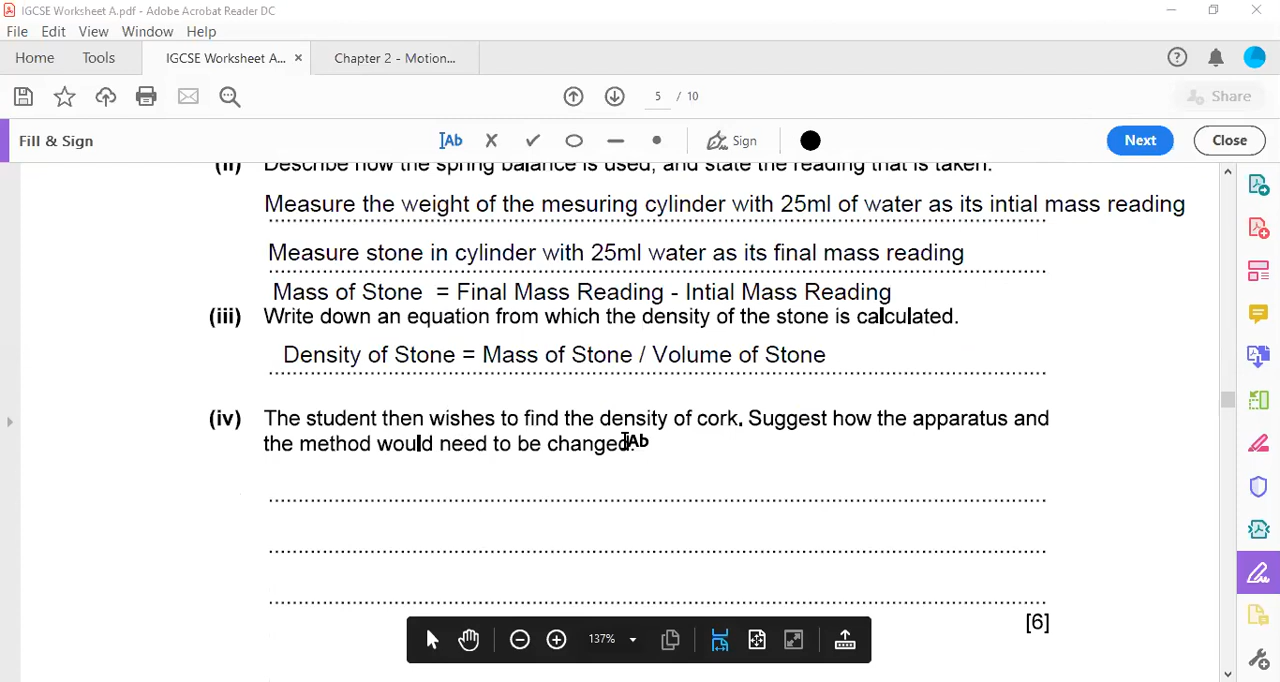 IGCSE Worksheet A.pdf - Adobe Acrobat Reader DC
File Edit View Window Help
Home Tools IGCSE Worksheet A... × Chapter 2 - Motion...
5 / 10 Share
Fill & Sign Ab Sign Next Close
(ii) Describe how the spring balance is used, and state the reading that is taken.
Measure the weight of the mesuring cylinder with 25ml of water as its intial mass reading
Measure stone in cylinder with 25ml water as its final mass reading
Mass of Stone = Final Mass Reading - Intial Mass Reading
(iii) Write down an equation from which the density of the stone is calculated.
Density of Stone = Mass of Stone / Volume of Stone
(iv) The student then wishes to find the density of cork. Suggest how the apparatus and
the method would need to be changed. Ab
[6]
137%